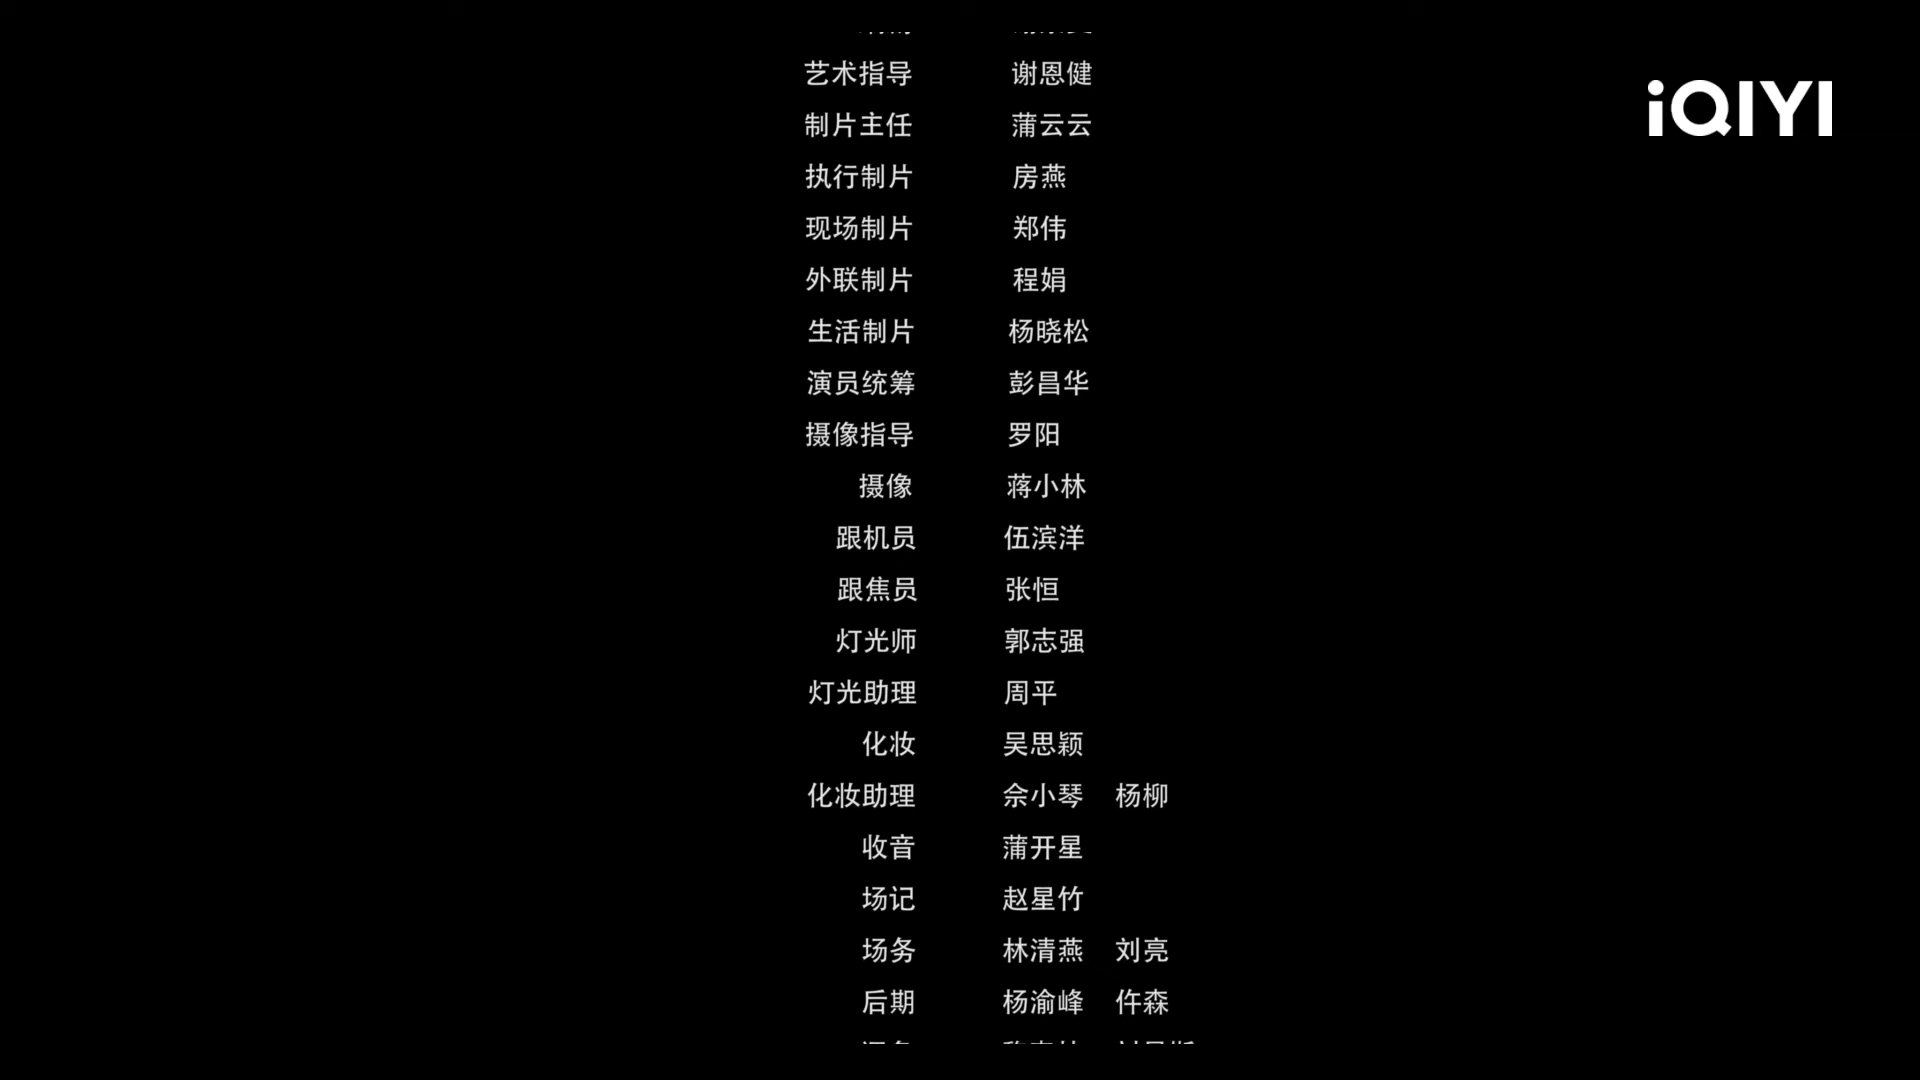 iQIYI
艺术指导 谢恩健
制片主任 蒲云云
执行制片 房燕
现场制片 郑伟
外联制片 程娟
生活制片 杨晓松
演员统筹 彭昌华
摄像指导 罗阳
摄像 蒋小林
跟机员 伍滨洋
跟焦员 张恒
灯光师 郭志强
灯光助理 周平
化妆 吴思颖
化妆助理 佘小琴 杨柳
收音 蒲开星
场记 赵星竹
场务 林清燕 刘亮
后期 杨渝峰 仵森